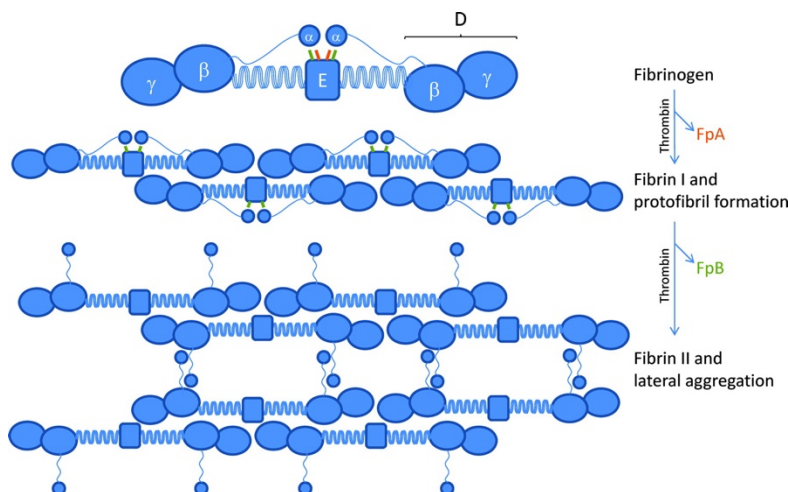 D
α α
γ β E β γ
Fibrinogen
Thrombin
FpA
Fibrin I and
protofibril formation
Thrombin
FpB
Fibrin II and
lateral aggregation